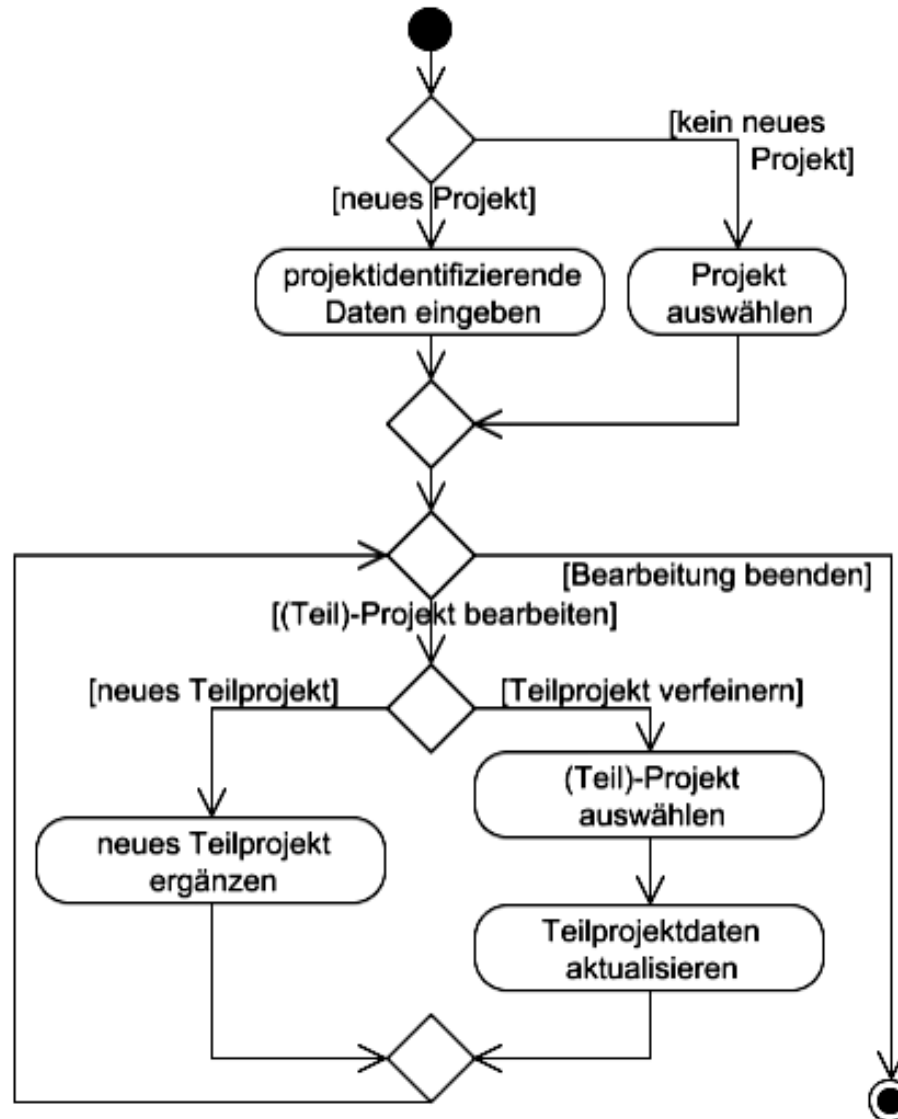 [kein neues
Projekt]
[neues Projekt]
projektidentifizierende
Daten eingeben
Projekt
auswählen
[Bearbeitung beenden]
[(Teil)-Projekt bearbeiten]
[neues Teilprojekt]
[Teilprojekt verfeinern]
(Teil)-Projekt
auswählen
neues Teilprojekt
ergänzen
Teilprojektdaten
aktualisieren